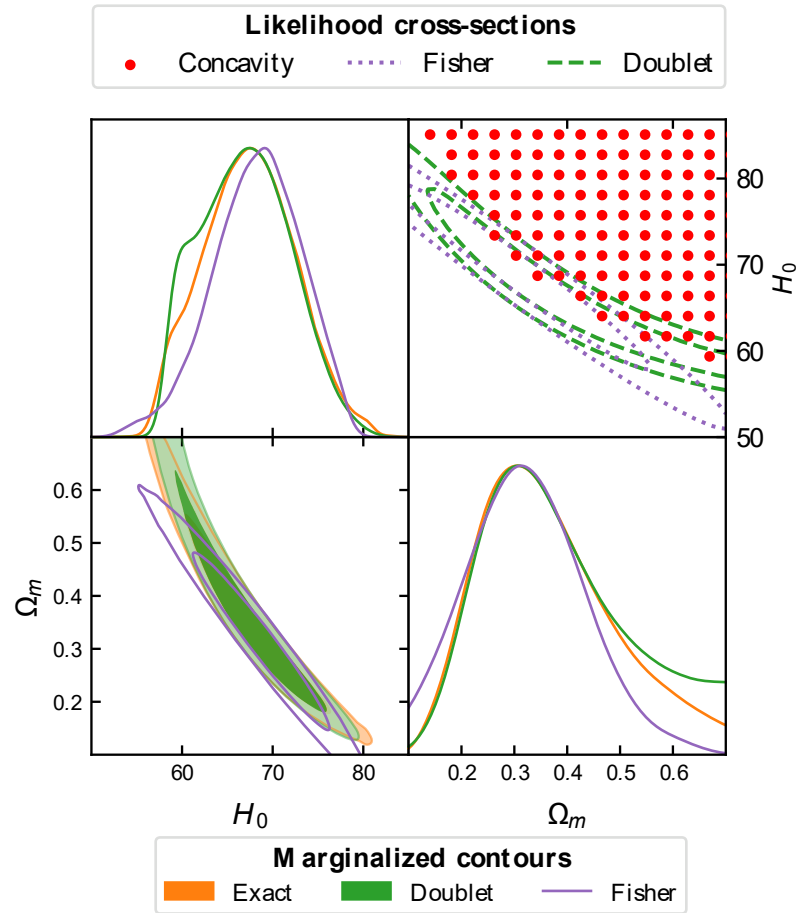 Likelihood cross-sections
Concavity Fisher Doublet
80
70
60
50
H₀
0.6
0.5
0.4
0.3
0.2
Ωₘ
60 70 80
0.2 0.3 0.4 0.5 0.6
H₀ Ωₘ
Marginalized contours
Exact Doublet Fisher